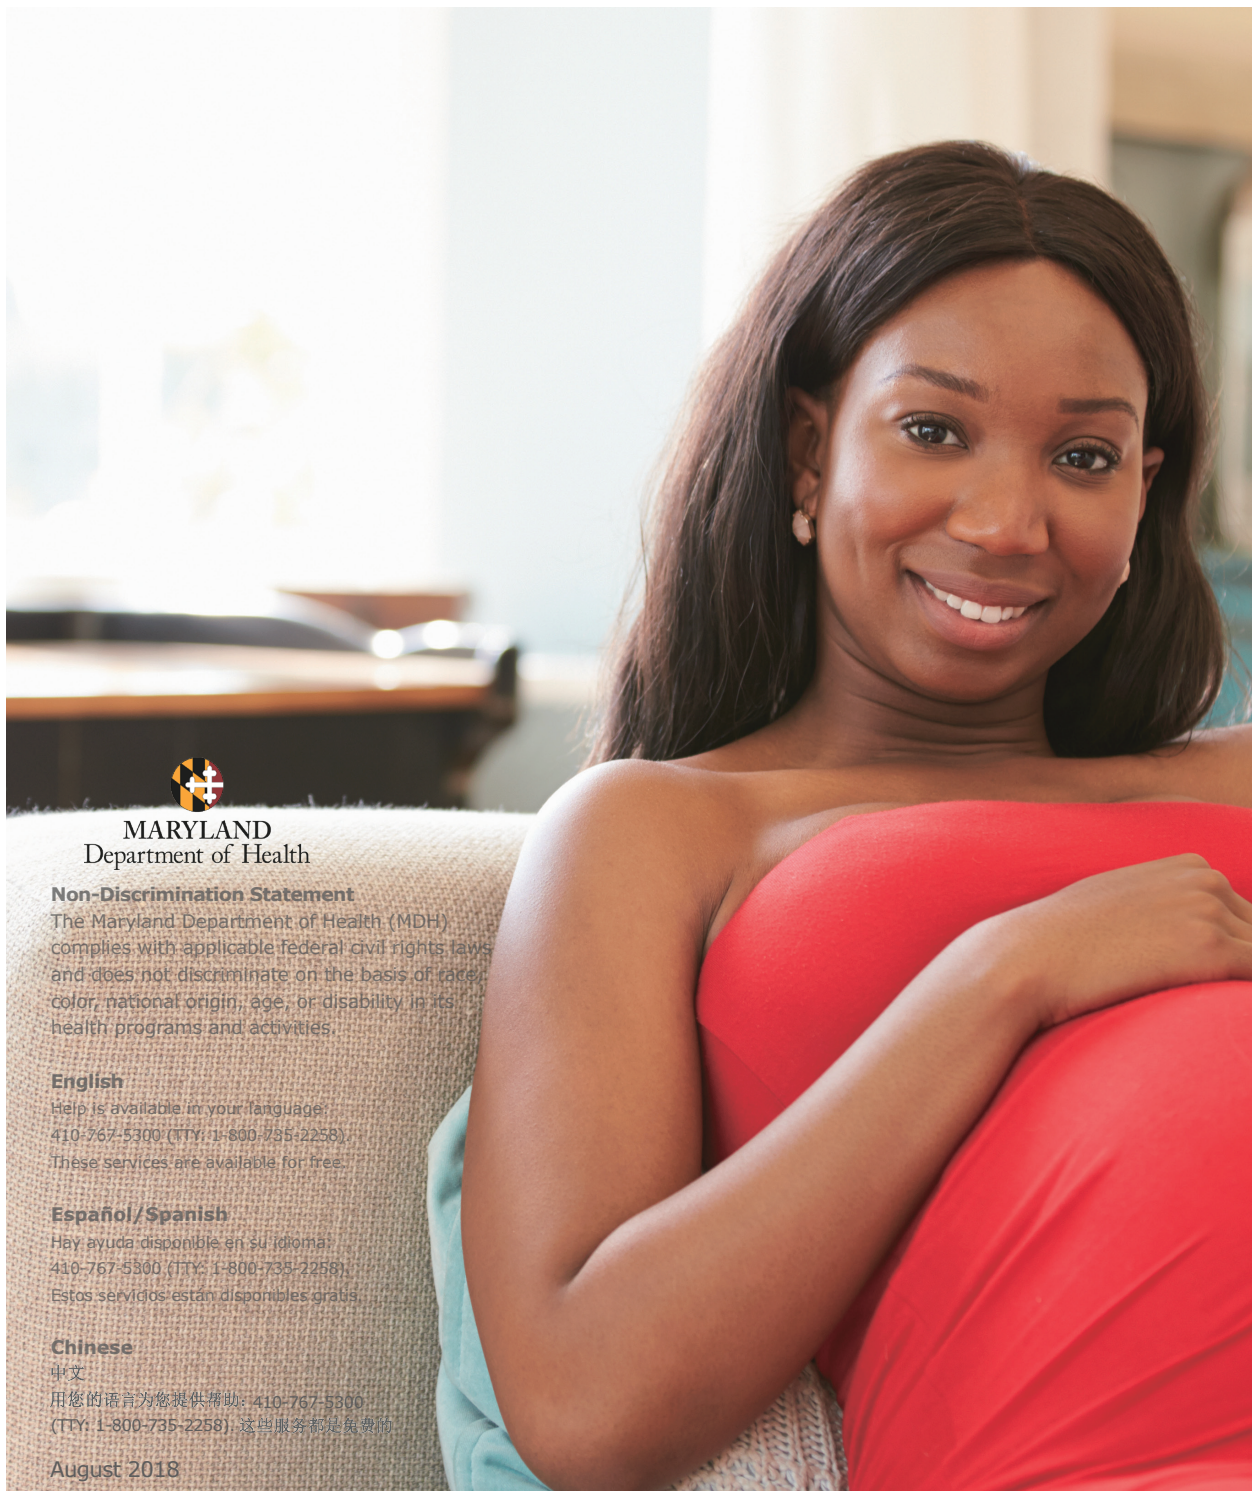 MARYLAND
Department of Health
Non-Discrimination Statement
The Maryland Department of Health (MDH)
complies with applicable federal civil rights laws
and does not discriminate on the basis of race,
color, national origin, age, or disability in its
health programs and activities.
English
Help is available in your language:
410-767-5300 (TTY: 1-800-735-2258).
These services are available for free.
Español/Spanish
Hay ayuda disponible en su idioma:
410-767-5300 (TTY: 1-800-735-2258).
Estos servicios están disponibles gratis.
Chinese
中文
用您的语言为您提供帮助: 410-767-5300
(TTY: 1-800-735-2258). 这些服务都是免费的
August 2018